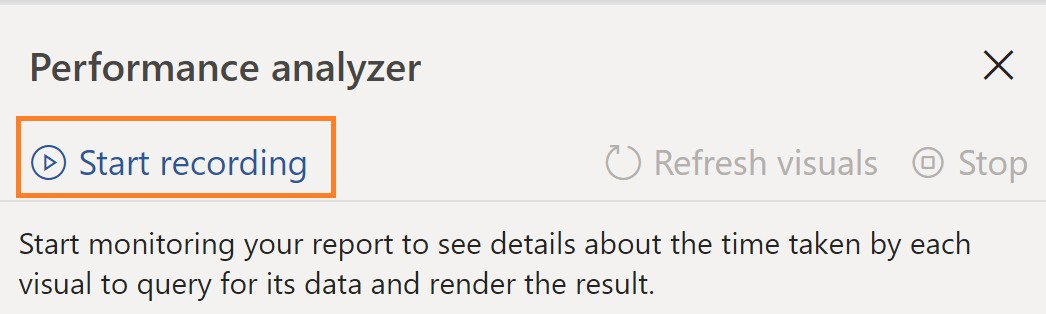 Performance analyzer
Start recording Refresh visuals Stop
Start monitoring your report to see details about the time taken by each
visual to query for its data and render the result.